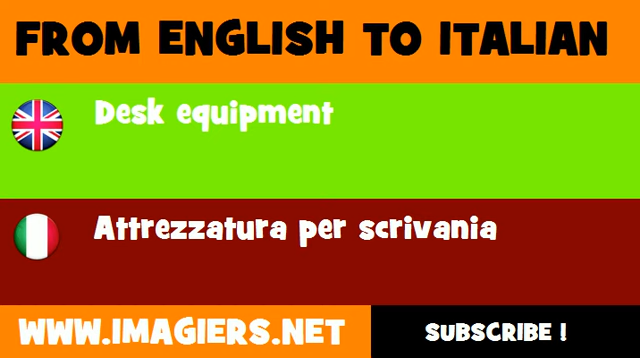 FROM ENGLISH TO ITALIAN
Desk equipment
Attrezzatura per scrivania
WWW.IMAGIERS.NET
SUBSCRIBE !